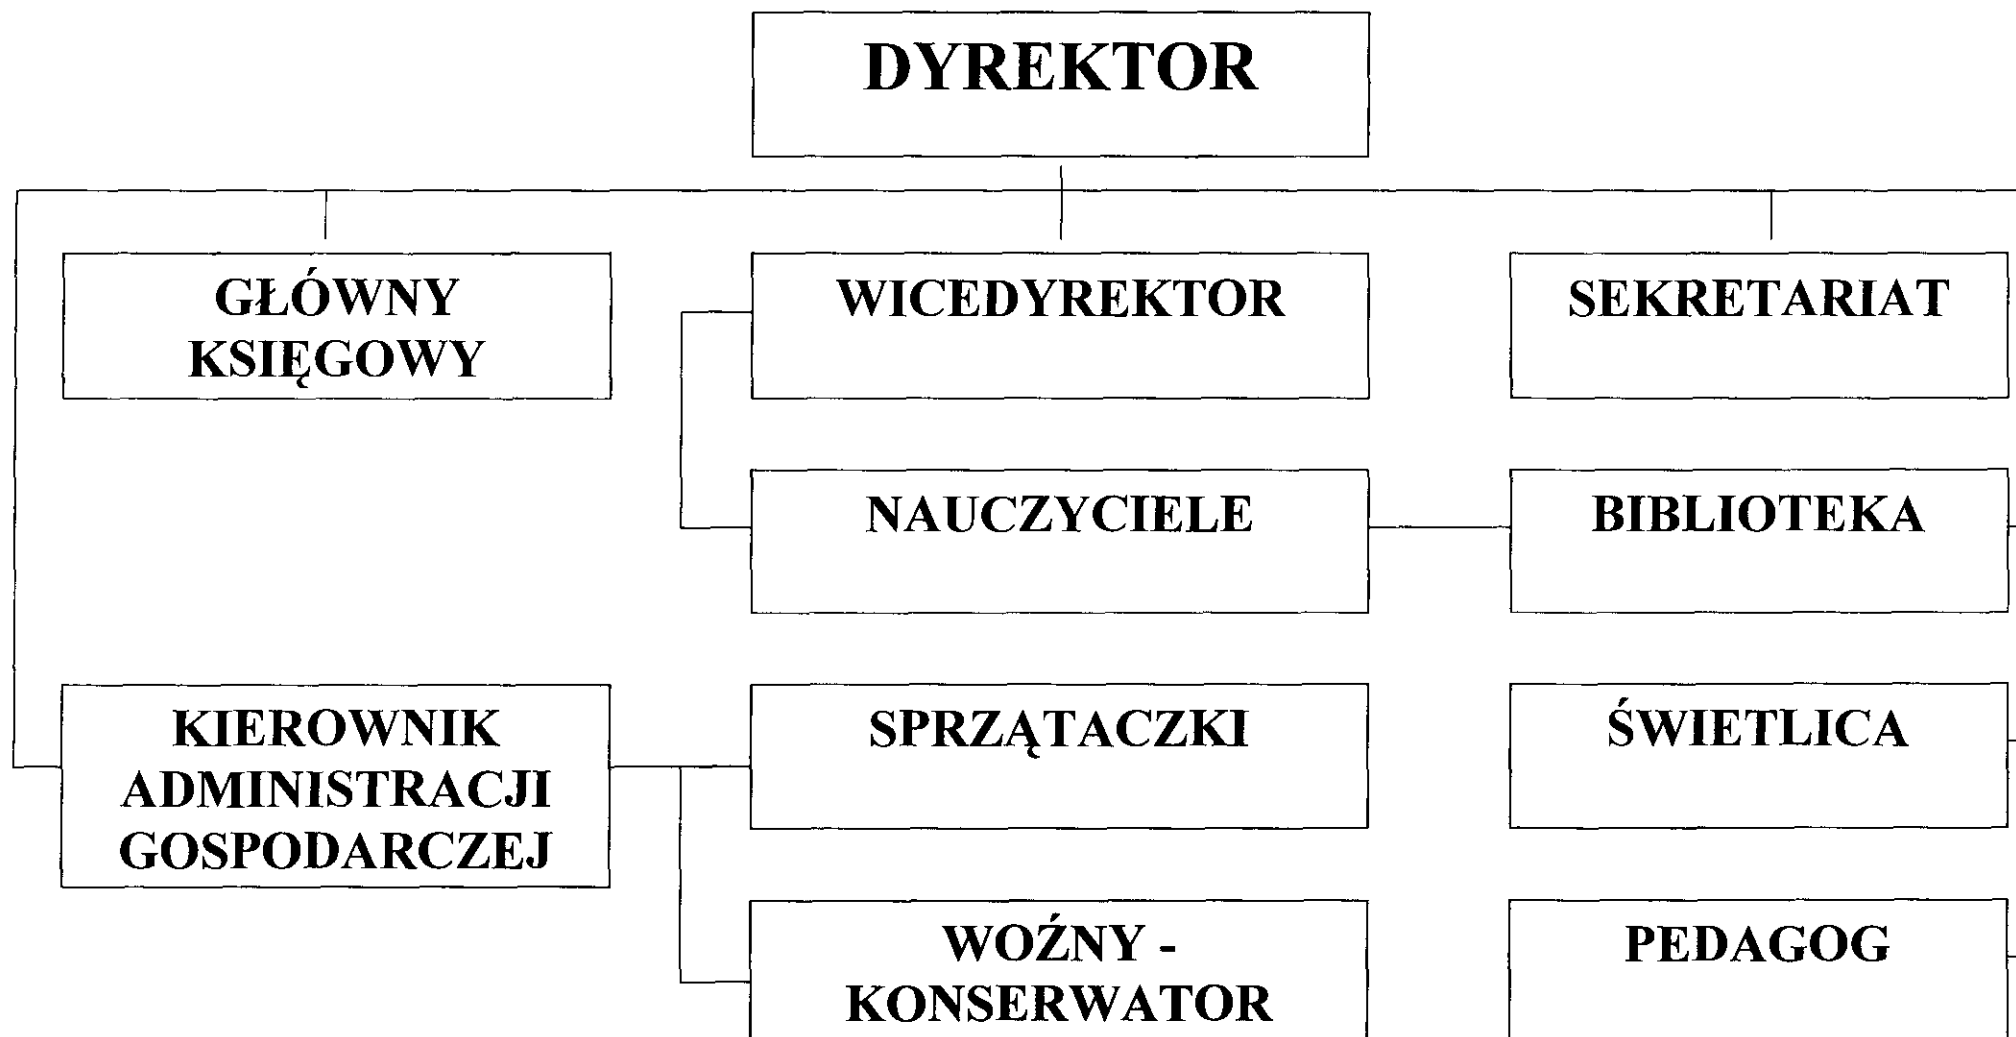 DYREKTOR
GŁÓWNY
KSIĘGOWY
WICEDYREKTOR
SEKRETARIAT
NAUCZYCIELE
BIBLIOTEKA
KIEROWNIK
ADMINISTRACJI
GOSPODARCZEJ
SPRZĄTACZKI
ŚWIETLICA
WOŹNY -
KONSERWATOR
PEDAGOG